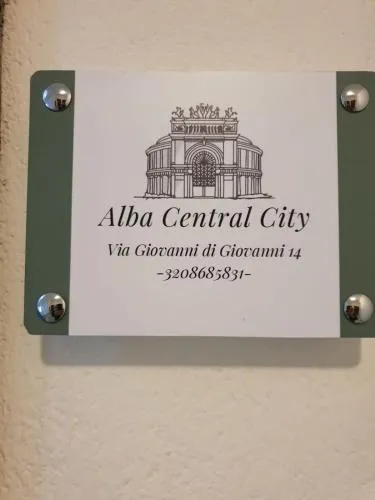 Alba Central City
Via Giovanni di Giovanni 14
-3208685831-